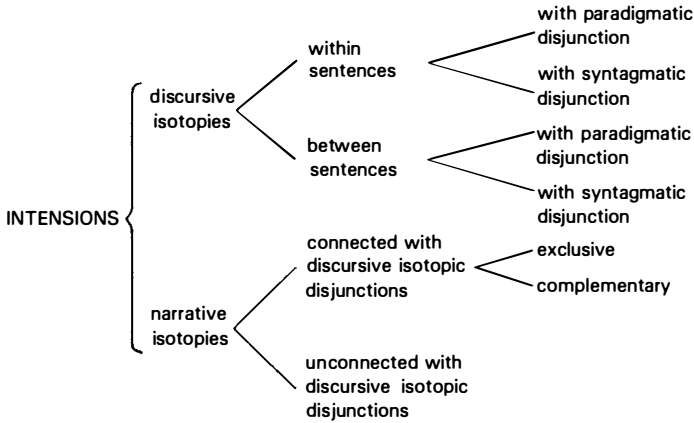 INTENSIONS
discursive
isotopies
within
sentences
with paradigmatic
disjunction
with syntagmatic
disjunction
between
sentences
with paradigmatic
disjunction
with syntagmatic
disjunction
narrative
isotopies
connected with
discursive isotopic
disjunctions
exclusive
complementary
unconnected with
discursive isotopic
disjunctions